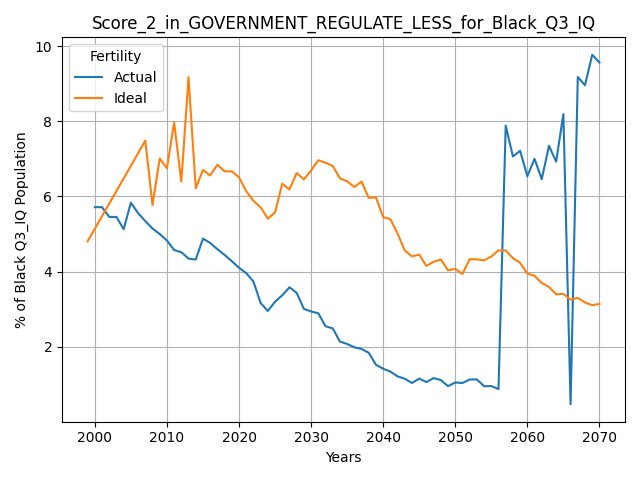 Score_2_in_GOVERNMENT_REGULATE_LESS_for_Black_Q3_IQ
Fertility
Actual
Ideal
% of Black Q3_IQ Population
10
8
6
4
2
2000 2010 2020 2030 2040 2050 2060 2070
Years